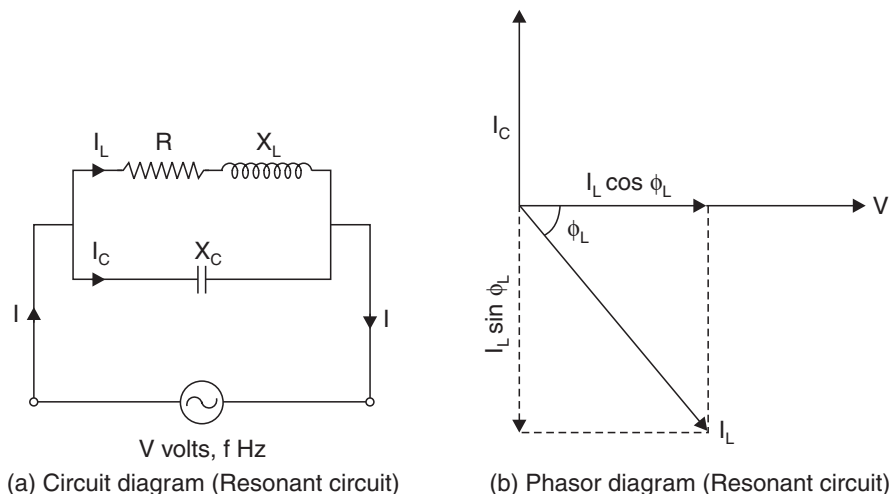 I_L R X_L
I_C X_C
I I
V volts, f Hz
(a) Circuit diagram (Resonant circuit)
I_C
I_L cos ϕ_L
V
ϕ_L
I_L sin ϕ_L
I_L
(b) Phasor diagram (Resonant circuit)